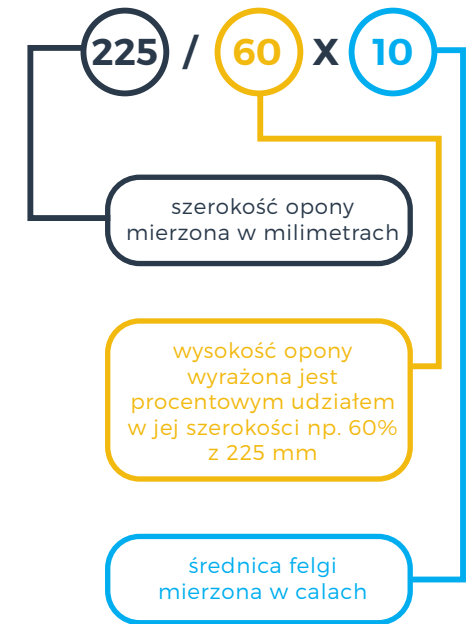 225 / 60 X 10
szerokość opony
mierzona w milimetrach
wysokość opony
wyrażona jest
procentowym udziałem
w jej szerokości np. 60%
z 225 mm
średnica felgi
mierzona w calach